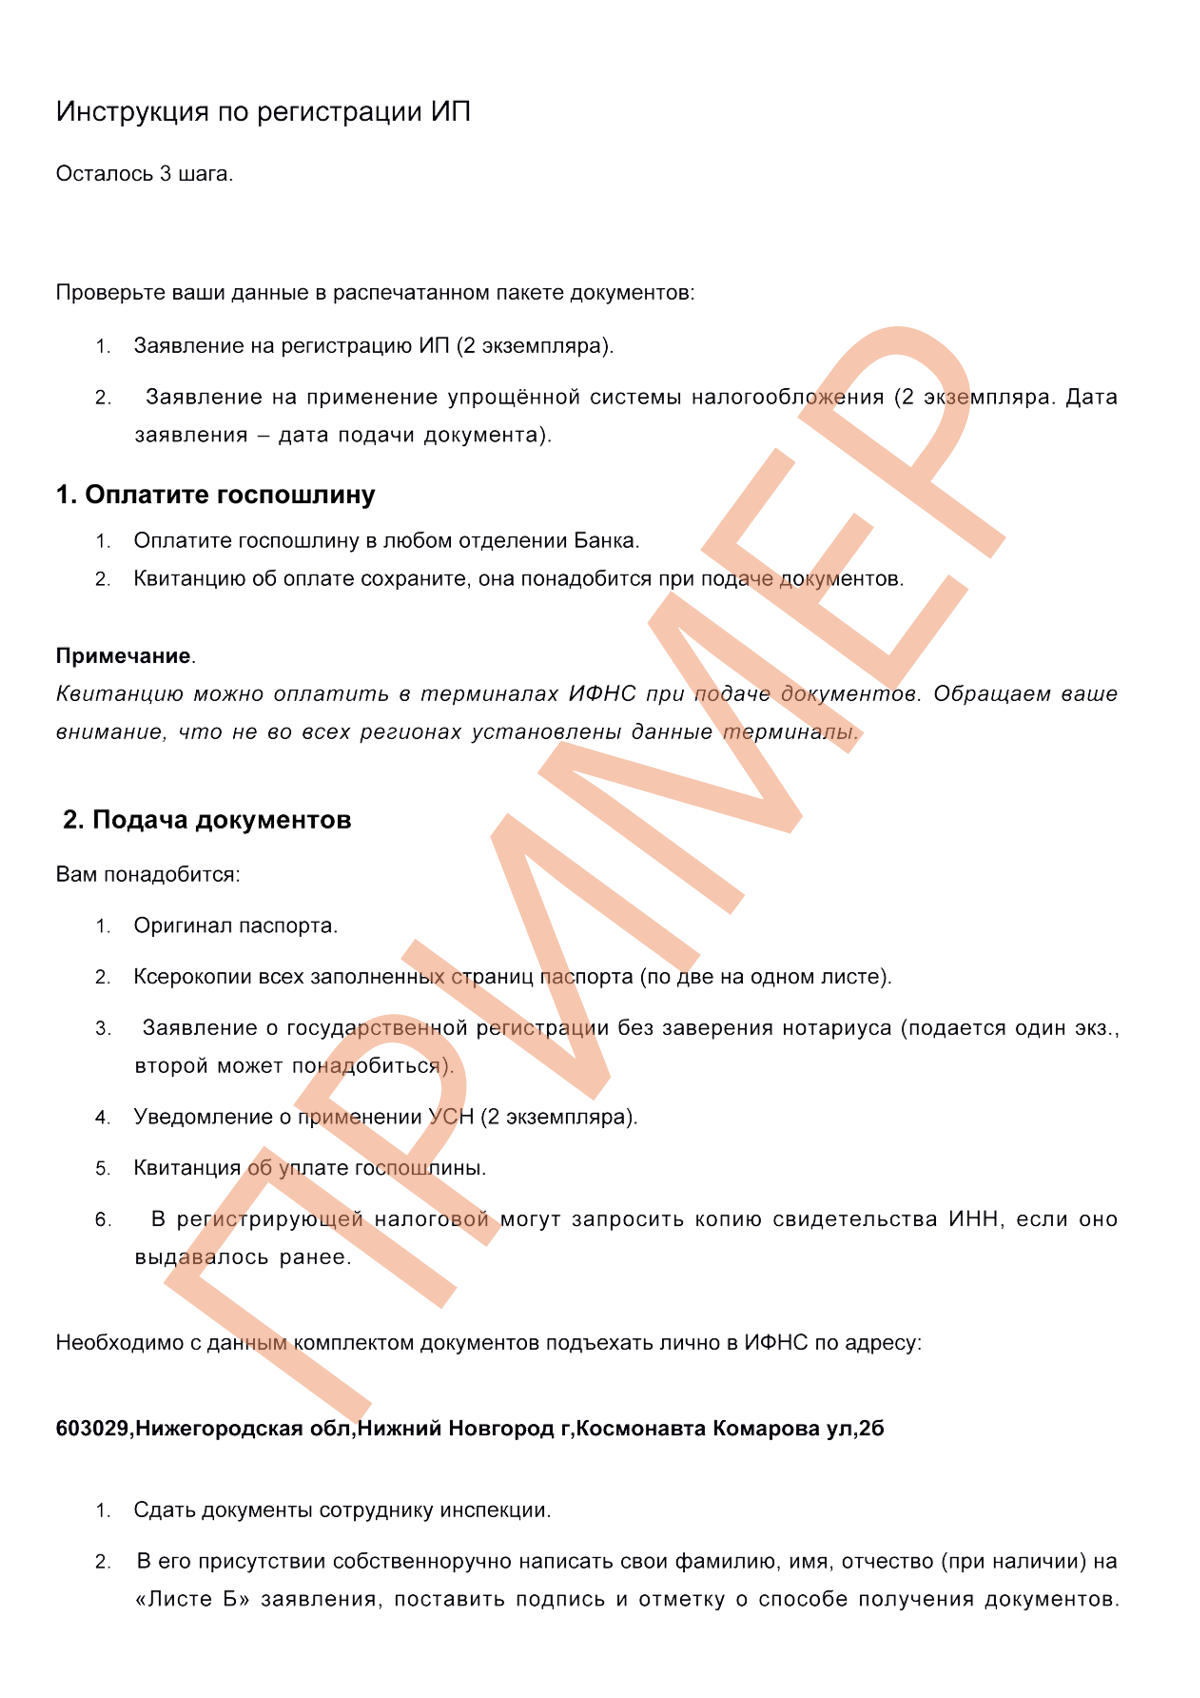 Инструкция по регистрации ИП
Осталось 3 шага.
Проверьте ваши данные в распечатанном пакете документов:
1. Заявление на регистрацию ИП (2 экземпляра).
2. Заявление на применение упрощённой системы налогообложения (2 экземпляра. Дата
заявления – дата подачи документа).
1. Оплатите госпошлину
1. Оплатите госпошлину в любом отделении Банка.
2. Квитанцию об оплате сохраните, она понадобится при подаче документов.
Примечание.
Квитанцию можно оплатить в терминалах ИФНС при подаче документов. Обращаем ваше
внимание, что не во всех регионах установлены данные терминалы.
2. Подача документов
Вам понадобится:
1. Оригинал паспорта.
2. Ксерокопии всех заполненных страниц паспорта (по две на одном листе).
3. Заявление о государственной регистрации без заверения нотариуса (подается один экз.,
второй может понадобиться).
4. Уведомление о применении УСН (2 экземпляра).
5. Квитанция об уплате госпошлины.
6. В регистрирующей налоговой могут запросить копию свидетельства ИНН, если оно
выдавалось ранее.
Необходимо с данным комплектом документов подъехать лично в ИФНС по адресу:
603029,Нижегородская обл,Нижний Новгород г,Космонавта Комарова ул,2б
1. Сдать документы сотруднику инспекции.
2. В его присутствии собственноручно написать свои фамилию, имя, отчество (при наличии) на
«Листе Б» заявления, поставить подпись и отметку о способе получения документов.
ПРИМЕР